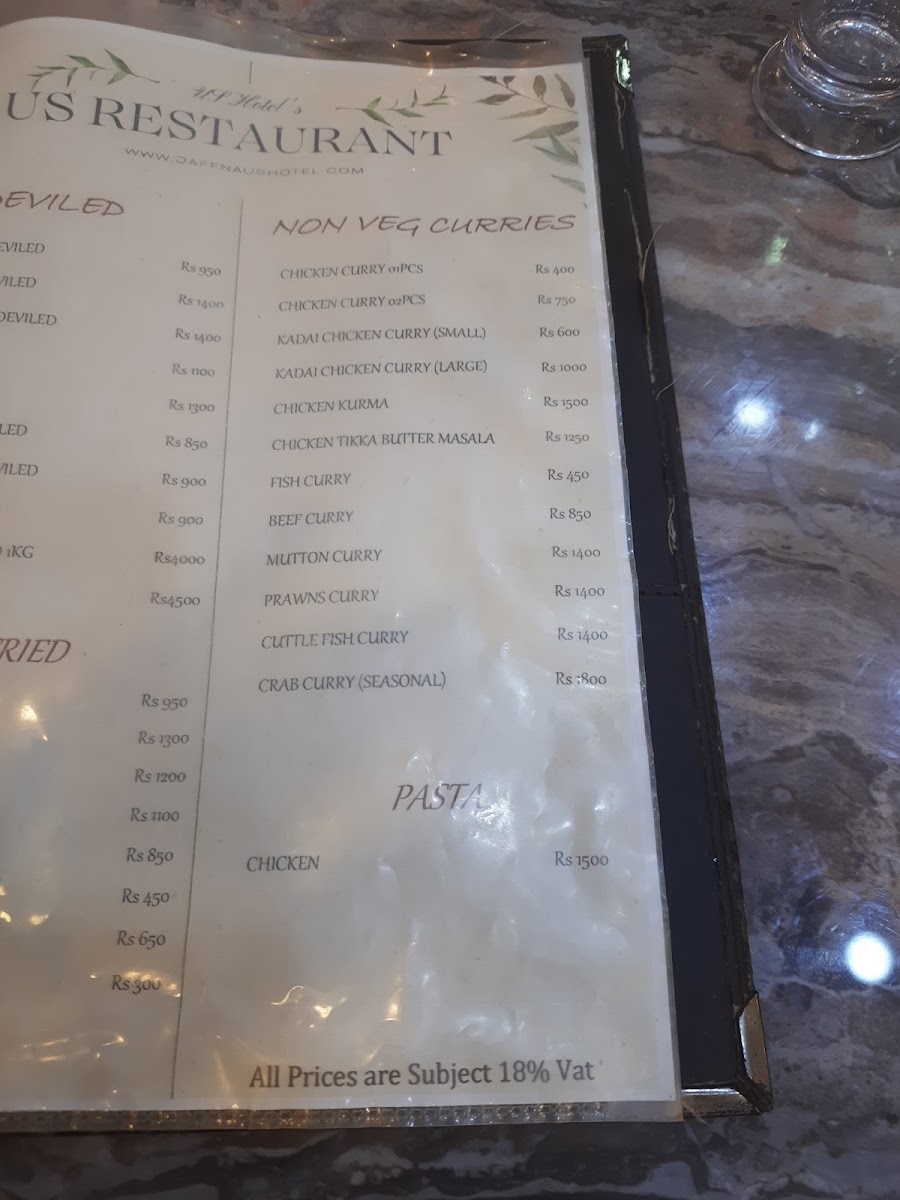 US Hotel's
US RESTAURANT
WWW.JAFFNAUSHOTEL.COM
DEVILED
EVILED
Rs 950
VILED
Rs 1400
DEVILED
Rs 1400
Rs 1100
Rs 1300
LED
Rs 850
VILED
Rs 900
Rs 900
1KG
Rs4000
Rs4500
FRIED
Rs 950
Rs 1300
Rs 1200
Rs 1100
Rs 850
Rs 450
Rs 650
Rs 300
NON VEG CURRIES
CHICKEN CURRY 01PCS Rs 400
CHICKEN CURRY 02PCS Rs 750
KADAI CHICKEN CURRY (SMALL) Rs 600
KADAI CHICKEN CURRY (LARGE) Rs 1000
CHICKEN KURMA Rs 1500
CHICKEN TIKKA BUTTER MASALA Rs 1250
FISH CURRY Rs 450
BEEF CURRY Rs 850
MUTTON CURRY Rs 1400
PRAWNS CURRY Rs 1400
CUTTLE FISH CURRY Rs 1400
CRAB CURRY (SEASONAL) Rs 1800
PASTA
CHICKEN Rs 1500
All Prices are Subject 18% Vat